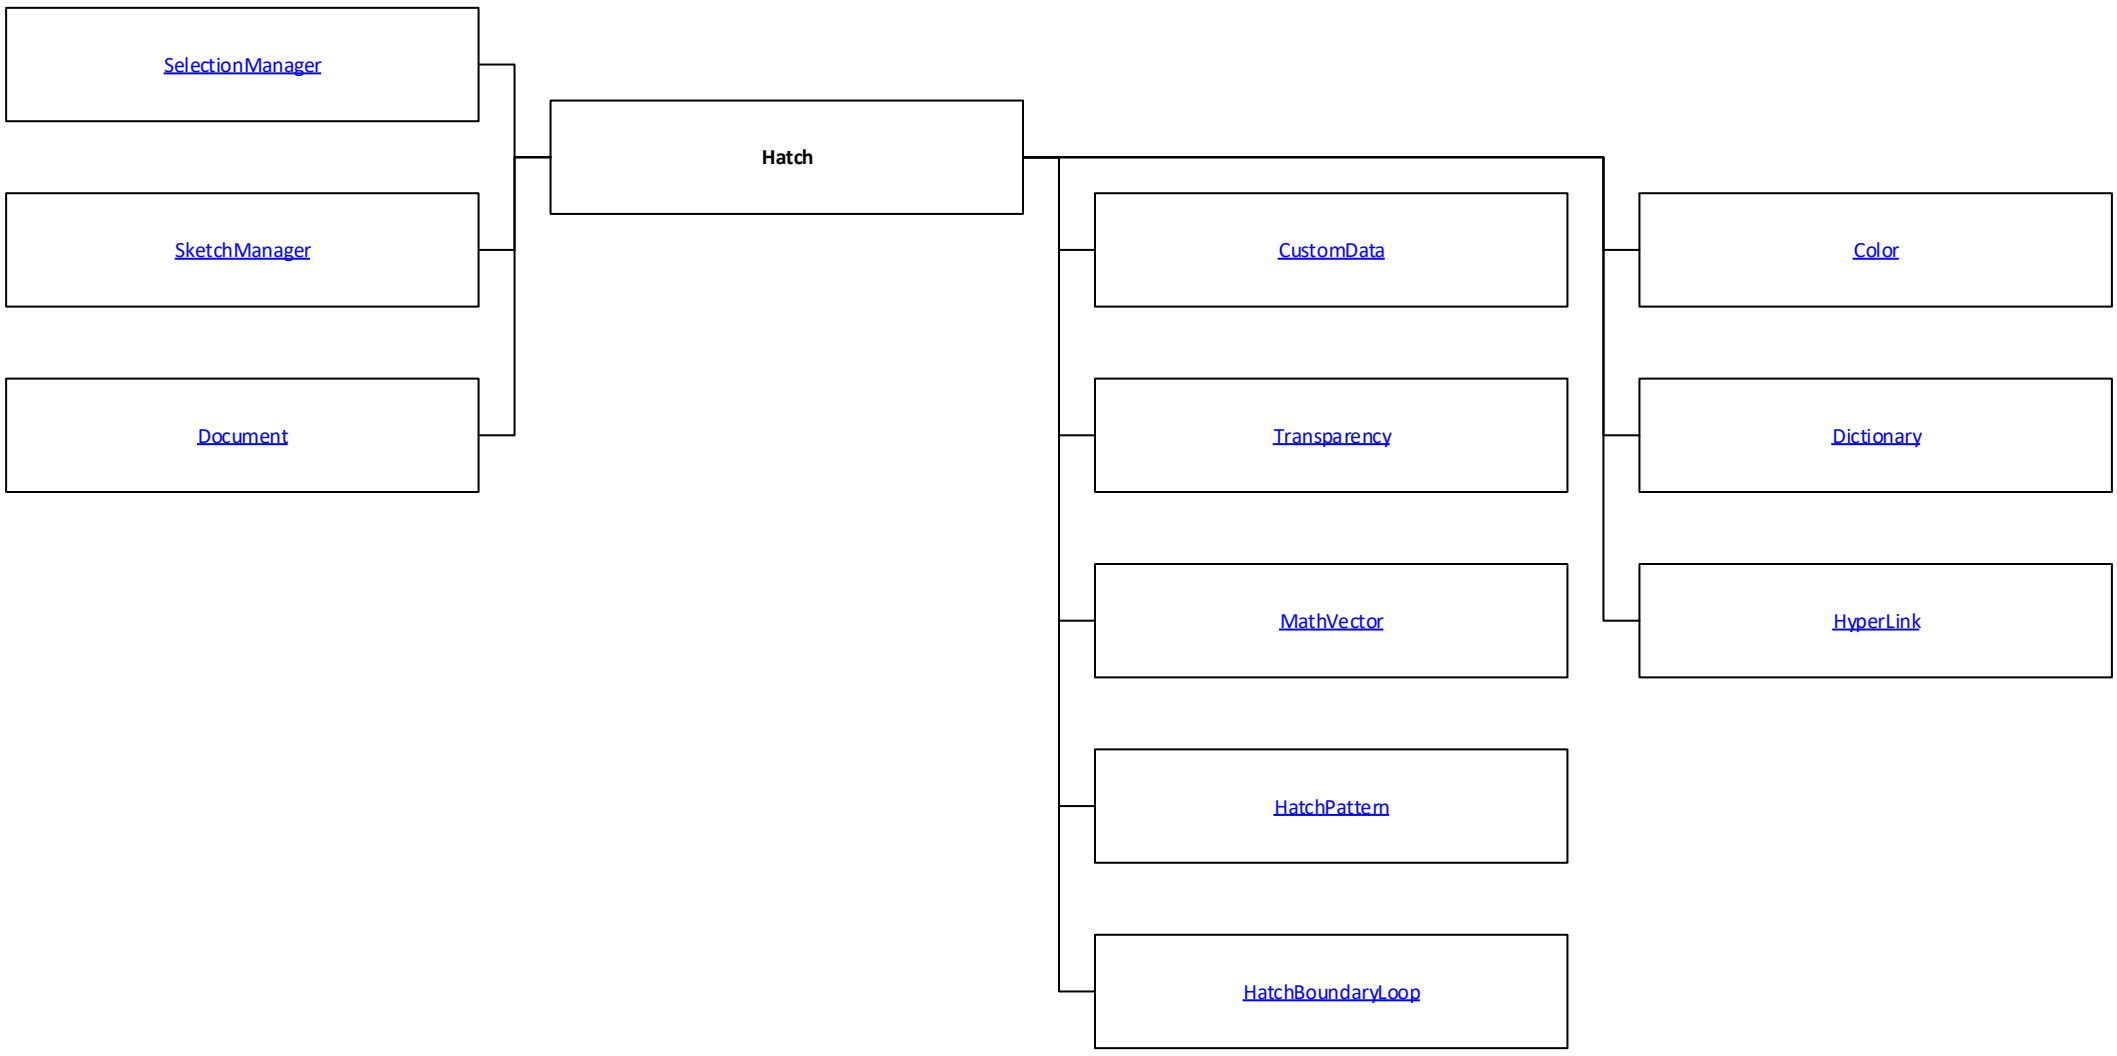 SelectionManager
Hatch
SketchManager
CustomData
Color
Document
Transparency
Dictionary
MathVector
HyperLink
HatchPattern
HatchBoundaryLoop